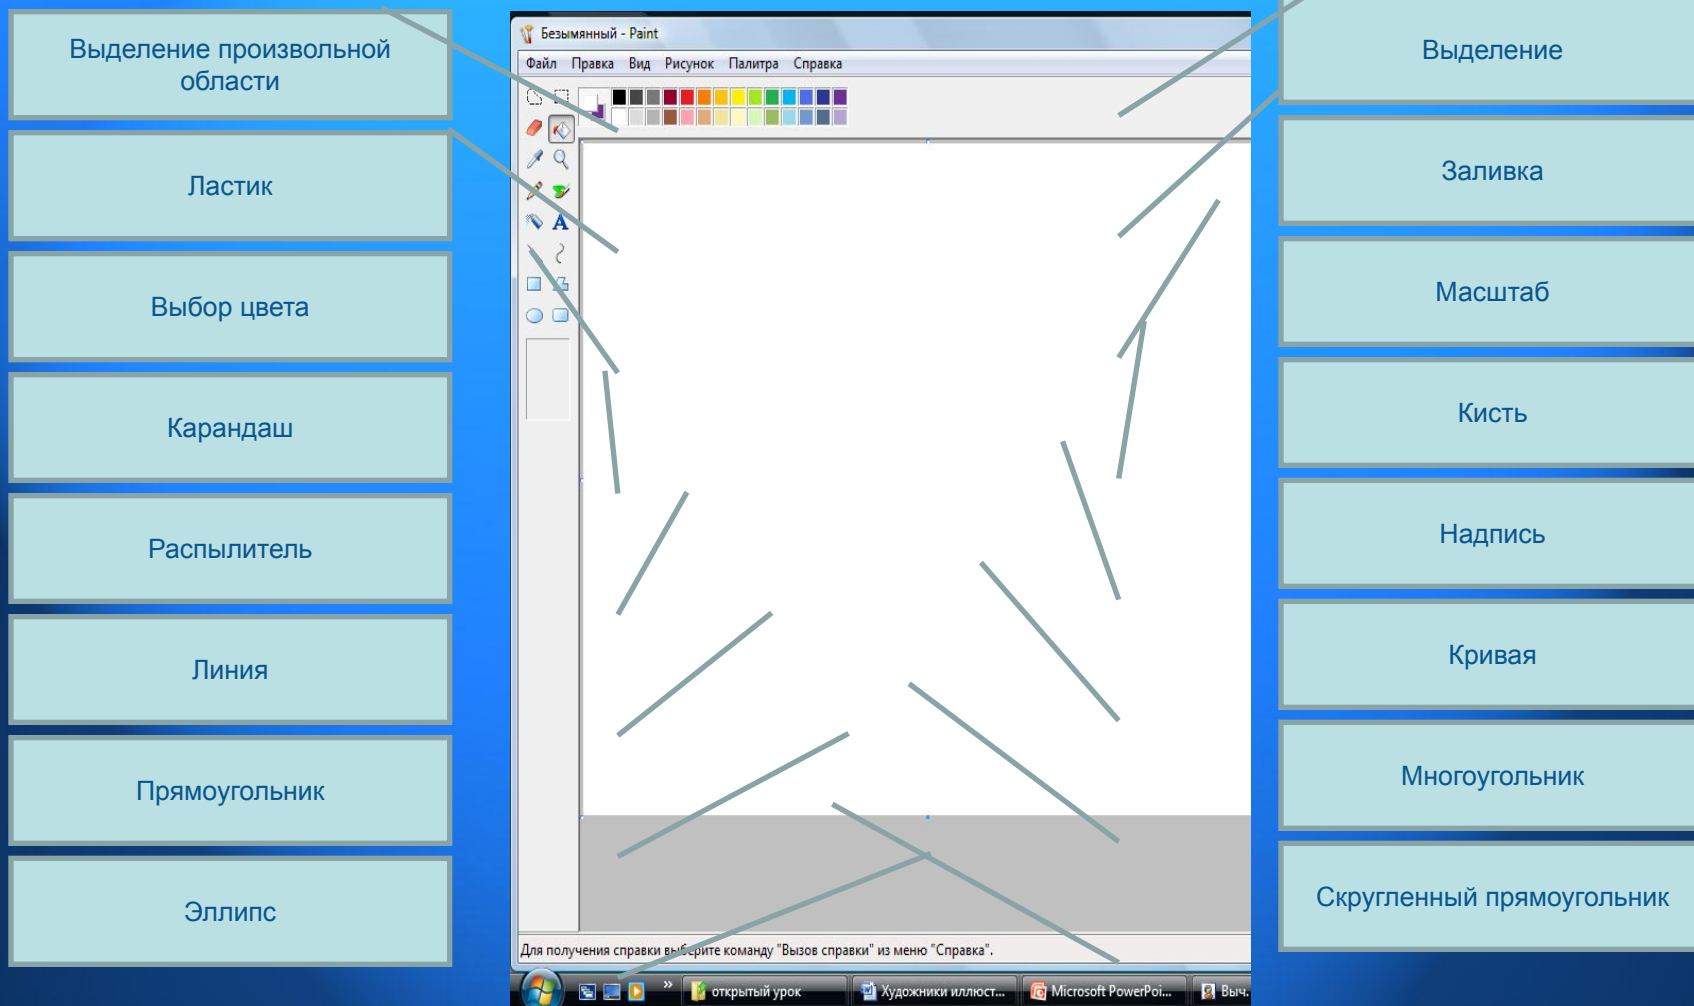 Выделение произвольной
области
Ластик
Выбор цвета
Карандаш
Распылитель
Линия
Прямоугольник
Эллипс
Безымянный - Paint
Файл Правка Вид Рисунок Палитра Справка
A
Для получения справки выберите команду "Вызов справки" из меню "Справка".
» открытый урок Художники иллюст... Microsoft PowerPoi... Выч.
Выделение
Заливка
Масштаб
Кисть
Надпись
Кривая
Многоугольник
Скругленный прямоугольник